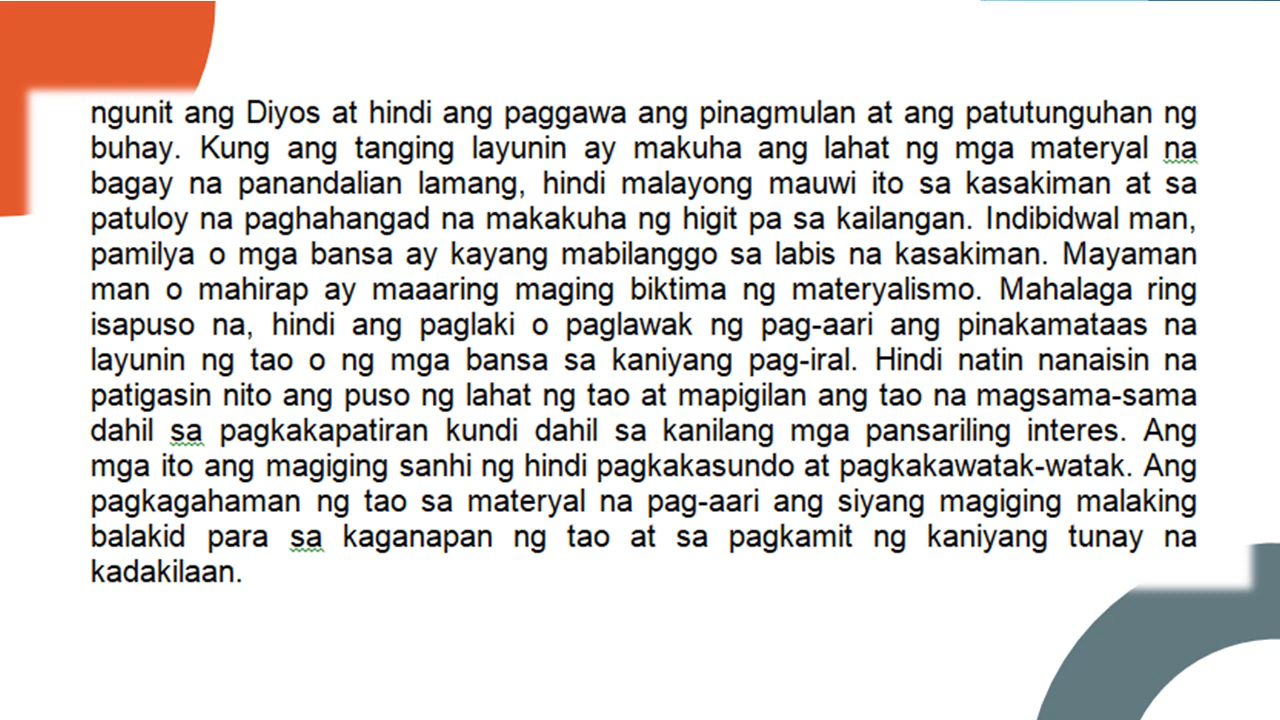 ngunit ang Diyos at hindi ang paggawa ang pinagmulan at ang patutunguhan ng
buhay. Kung ang tanging layunin ay makuha ang lahat ng mga materyal na
bagay na panandalian lamang, hindi malayong mauwi ito sa kasakiman at sa
patuloy na paghahangad na makakuha ng higit pa sa kailangan. Indibidwal man,
pamilya o mga bansa ay kayang mabilanggo sa labis na kasakiman. Mayaman
man o mahirap ay maaaring maging biktima ng materyalismo. Mahalaga ring
isapuso na, hindi ang paglaki o paglawak ng pag-aari ang pinakamataas na
layunin ng tao o ng mga bansa sa kaniyang pag-iral. Hindi natin nanaisin na
patigasin nito ang puso ng lahat ng tao at mapigilan ang tao na magsama-sama
dahil sa pagkakapatiran kundi dahil sa kanilang mga pansariling interes. Ang
mga ito ang magiging sanhi ng hindi pagkakasundo at pagkakawatak-watak. Ang
pagkagahaman ng tao sa materyal na pag-aari ang siyang magiging malaking
balakid para sa kaganapan ng tao at sa pagkamit ng kaniyang tunay na
kadakilaan.